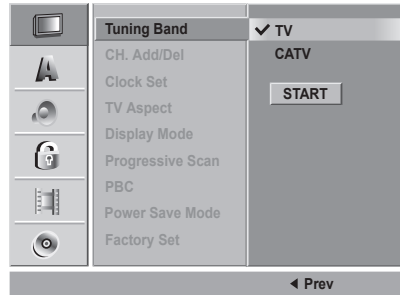 Tuning Band
CH. Add/Del
Clock Set
TV Aspect
Display Mode
Progressive Scan
PBC
Power Save Mode
Factory Set
TV
CATV
START
Prev